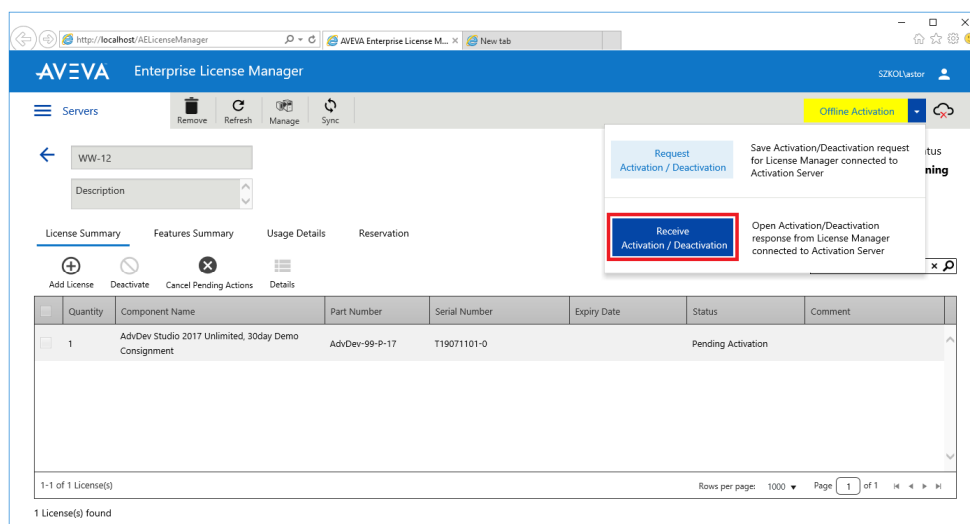 http://localhost/AELicenseManager
AVEVA Enterprise License M...
New tab
AVEVA Enterprise License Manager
SZKOL\astor
Servers
Remove
Refresh
Manage
Sync
Offline Activation
WW-12
Description
Request
Activation / Deactivation
Save Activation/Deactivation request
for License Manager connected to
Activation Server
Receive
Activation / Deactivation
Open Activation/Deactivation
response from License Manager
connected to Activation Server
tus
ning
License Summary
Features Summary
Usage Details
Reservation
Add License
Deactivate
Cancel Pending Actions
Details
Quantity Component Name Part Number Serial Number Expiry Date Status Comment
1 AdvDev Studio 2017 Unlimited, 30day Demo
Consignment
AdvDev-99-P-17 T19071101-0 Pending Activation
1-1 of 1 License(s)
Rows per page: 1000 Page 1 of 1
1 License(s) found